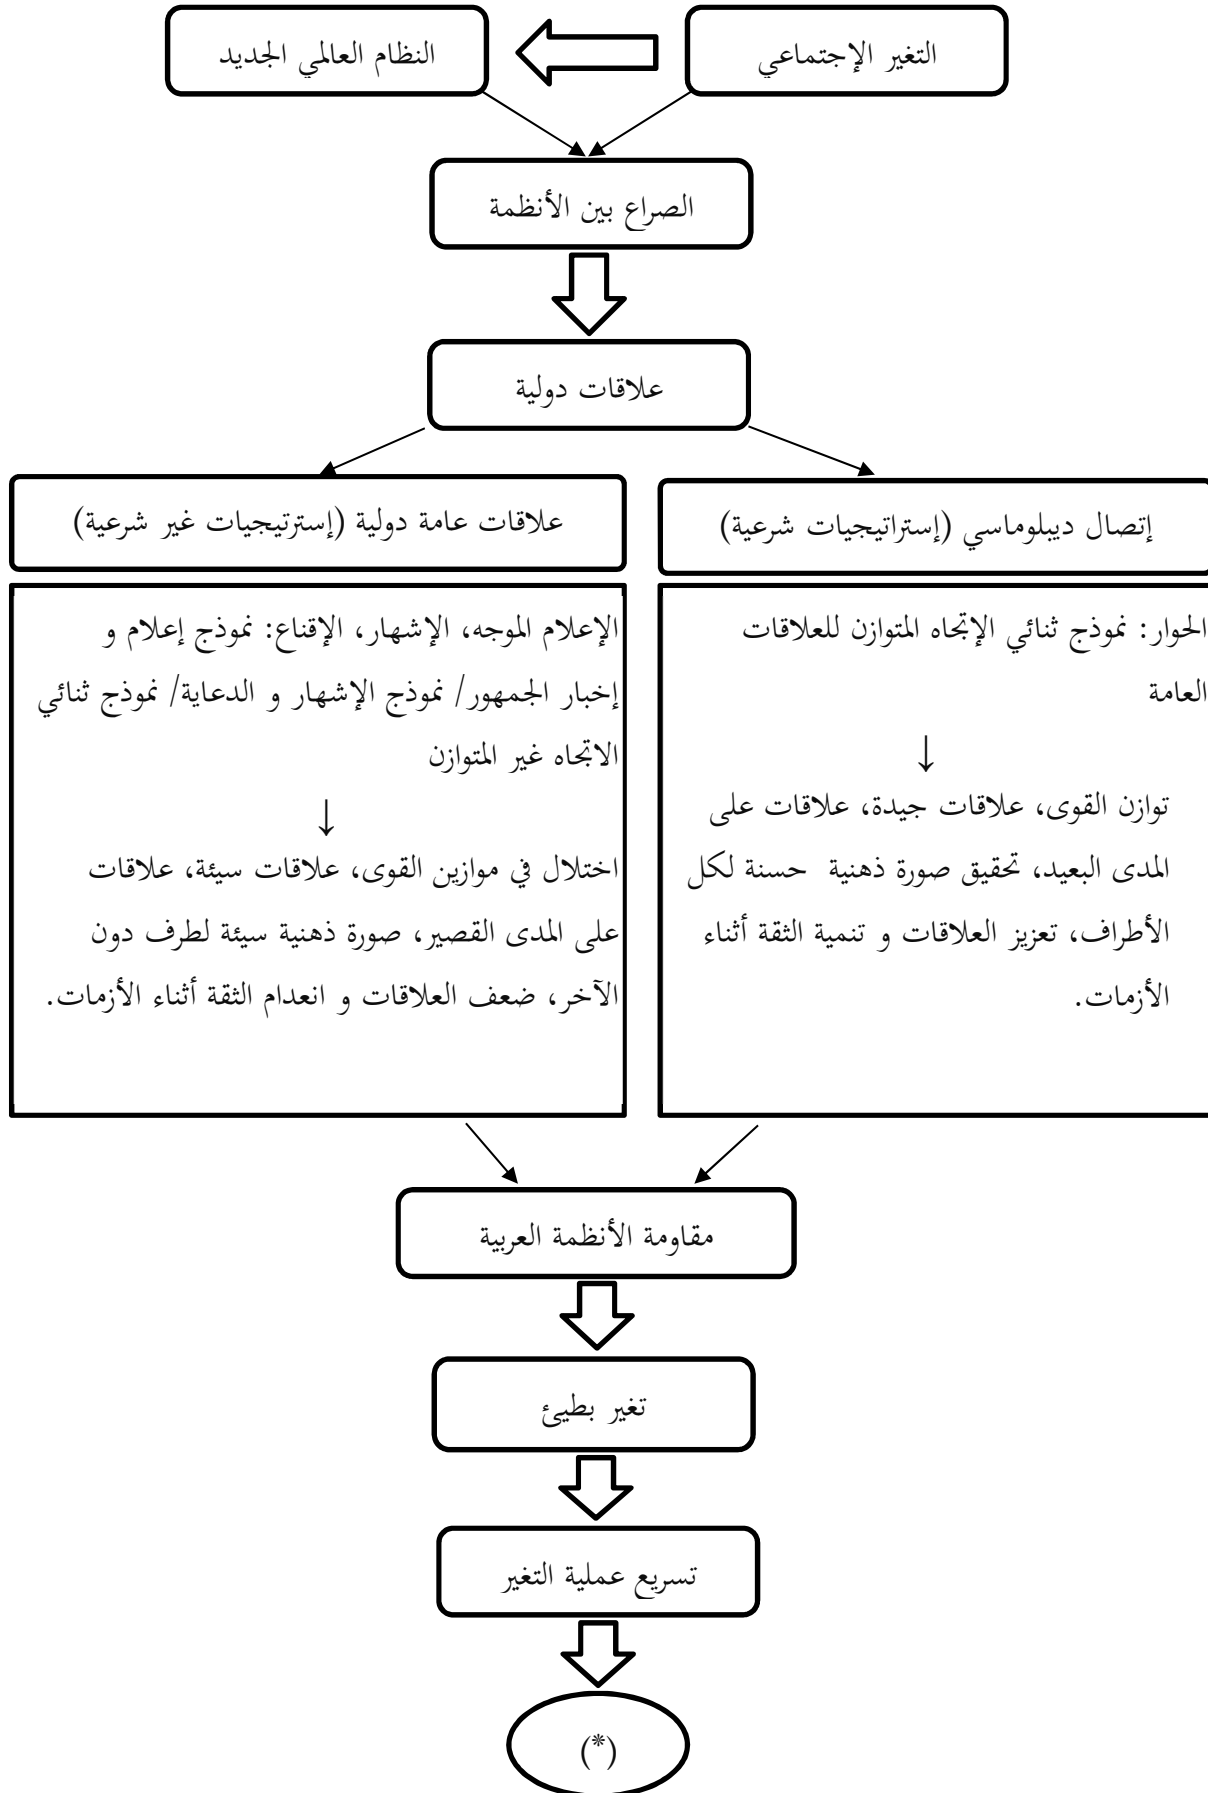 التغير الإجتماعي
النظام العالمي الجديد
الصراع بين الأنظمة
علاقات دولية
إتصال ديبلوماسي (إستراتيجيات شرعية)
الحوار: نموذج ثنائي الإتجاه المتوازن للعلاقات
العامة
↓
توازن القوى، علاقات جيدة، علاقات على
المدى البعيد، تحقيق صورة ذهنية حسنة لكل
الأطراف، تعزيز العلاقات و تنمية الثقة أثناء
الأزمات.
علاقات عامة دولية (إسترتيجيات غير شرعية)
الإعلام الموجه، الإشهار، الإقناع: نموذج إعلام و
إخبار الجمهور/ نموذج الإشهار و الدعاية/ نموذج ثنائي
الاتجاه غير المتوازن
↓
اختلال في موازين القوى، علاقات سيئة، علاقات
على المدى القصير، صورة ذهنية سيئة لطرف دون
الآخر، ضعف العلاقات و انعدام الثقة أثناء الأزمات.
مقاومة الأنظمة العربية
تغير بطيئ
تسريع عملية التغير
(*)